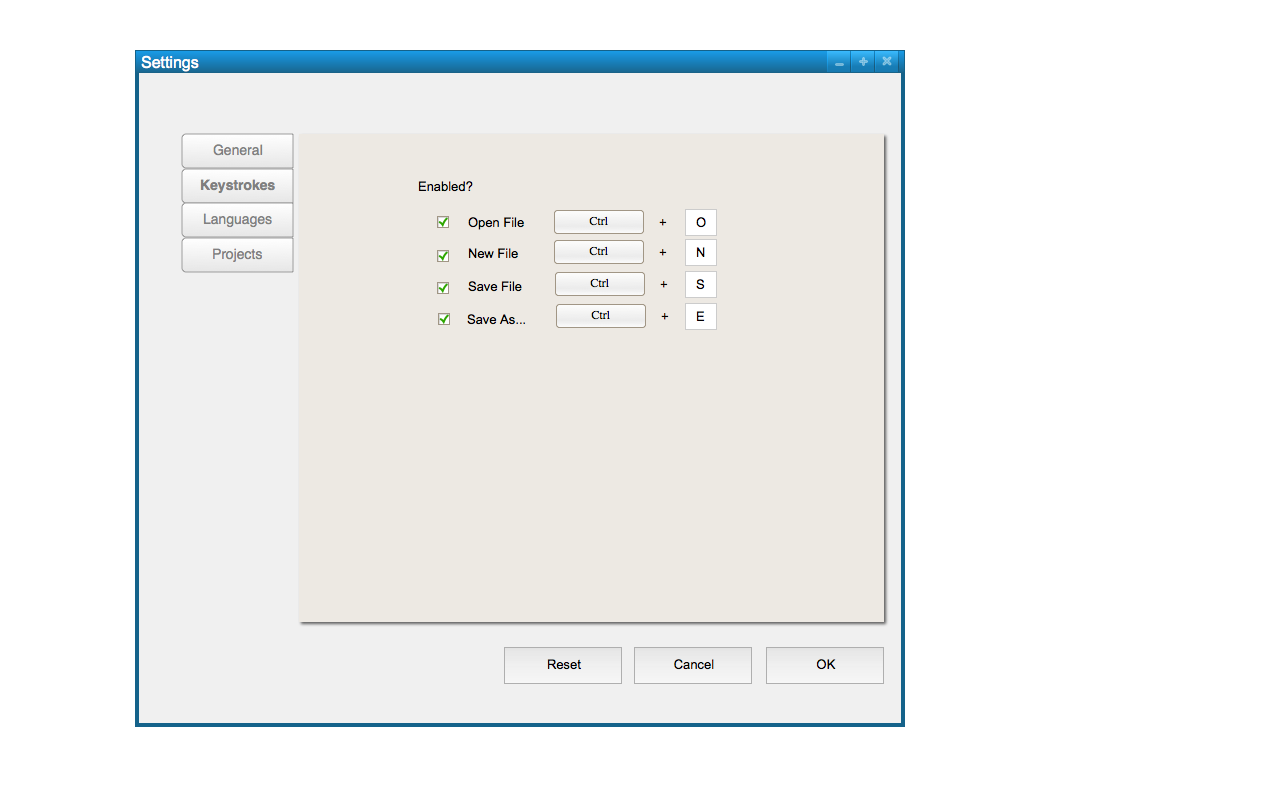 Settings
General
Keystrokes
Languages
Projects
Enabled?
Open File Ctrl + O
New File Ctrl + N
Save File Ctrl + S
Save As... Ctrl + E
Reset Cancel OK